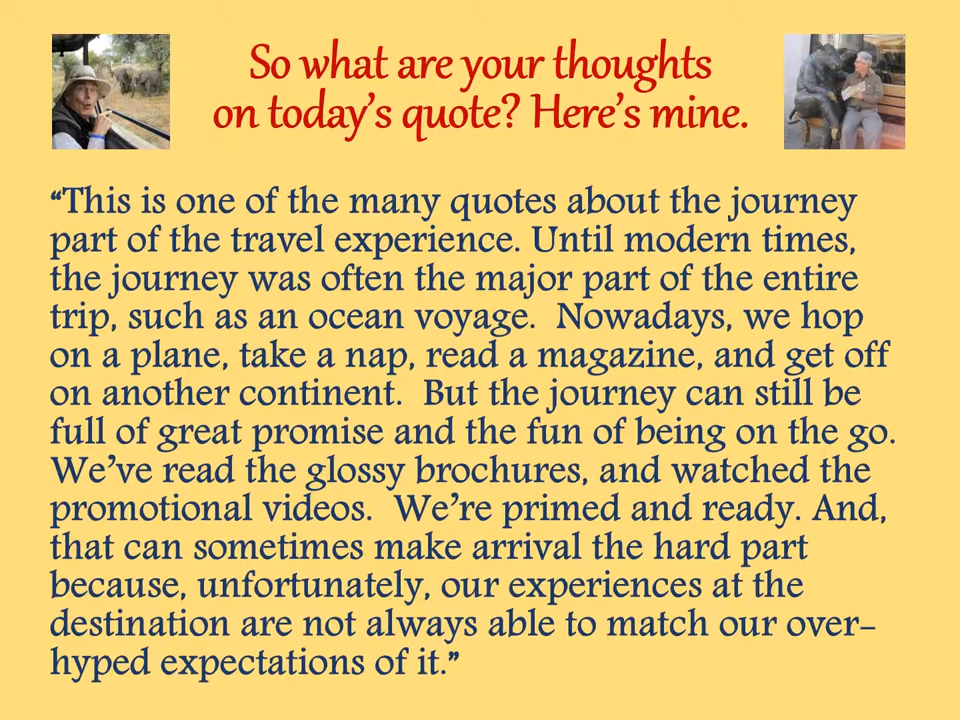 So what are your thoughts
on today’s quote? Here’s mine.
“This is one of the many quotes about the journey
part of the travel experience. Until modern times,
the journey was often the major part of the entire
trip, such as an ocean voyage.  Nowadays, we hop
on a plane, take a nap, read a magazine, and get off
on another continent.  But the journey can still be
full of great promise and the fun of being on the go.
We’ve read the glossy brochures, and watched the
promotional videos.  We’re primed and ready. And,
that can sometimes make arrival the hard part
because, unfortunately, our experiences at the
destination are not always able to match our over-
hyped expectations of it.”